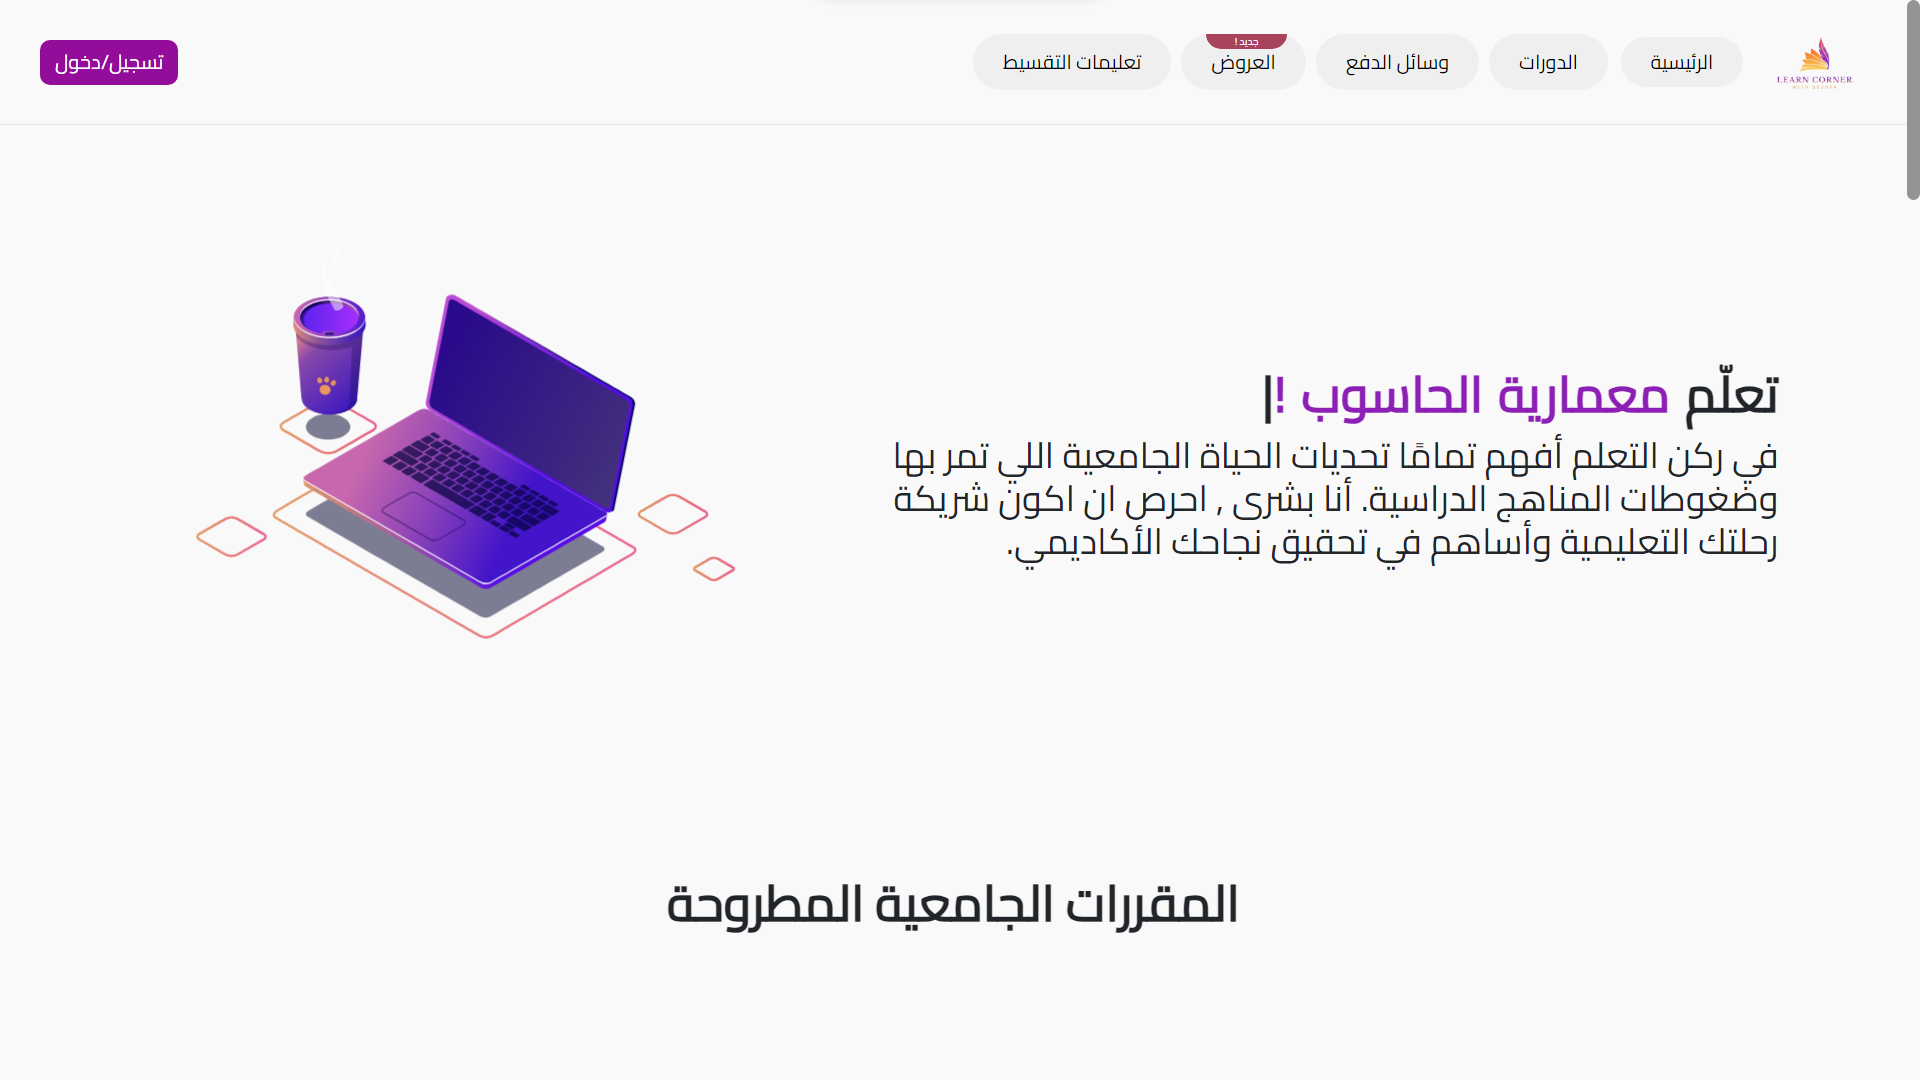 LEARN CORNER
WITH BUSHRA
الرئيسية
الدورات
وسائل الدفع
جديد !
العروض
تعليمات التقسيط
تسجيل/دخول
تعلّم معمارية الحاسوب !|
في ركن التعلم أفهم تمامًا تحديات الحياة الجامعية اللي تمر بها
وضغوطات المناهج الدراسية. أنا بشرى , احرص ان اكون شريكة
رحلتك التعليمية وأساهم في تحقيق نجاحك الأكاديمي.
المقررات الجامعية المطروحة